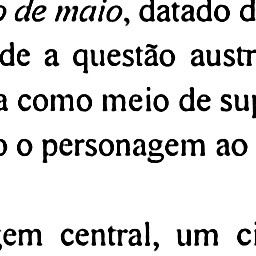 de maio, datado d
de a questão austr
a como meio de sup
o o personagem ao
gem central, um ci